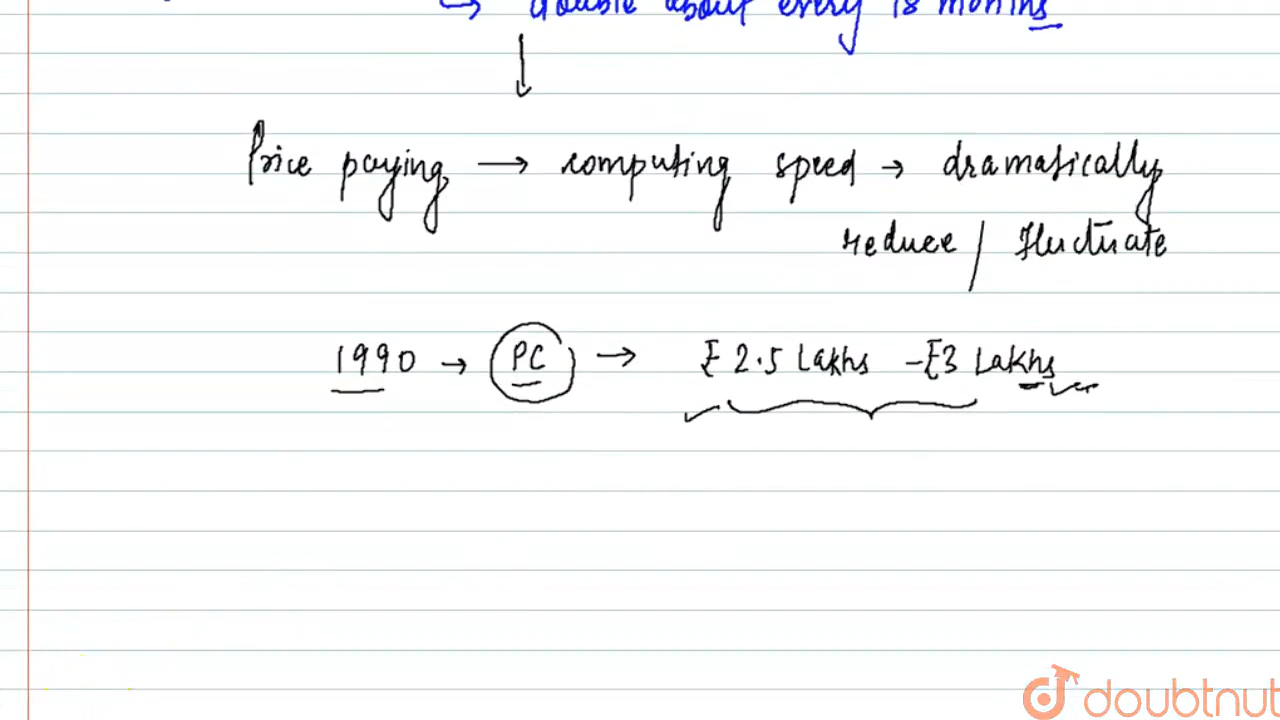 → double about every 18 months
↓
Price paying → computing speed → dramatically
reduce / fluctuate
1990 → PC → ₹ 2.5 Lakhs - ₹3 Lakhs
doubtnut